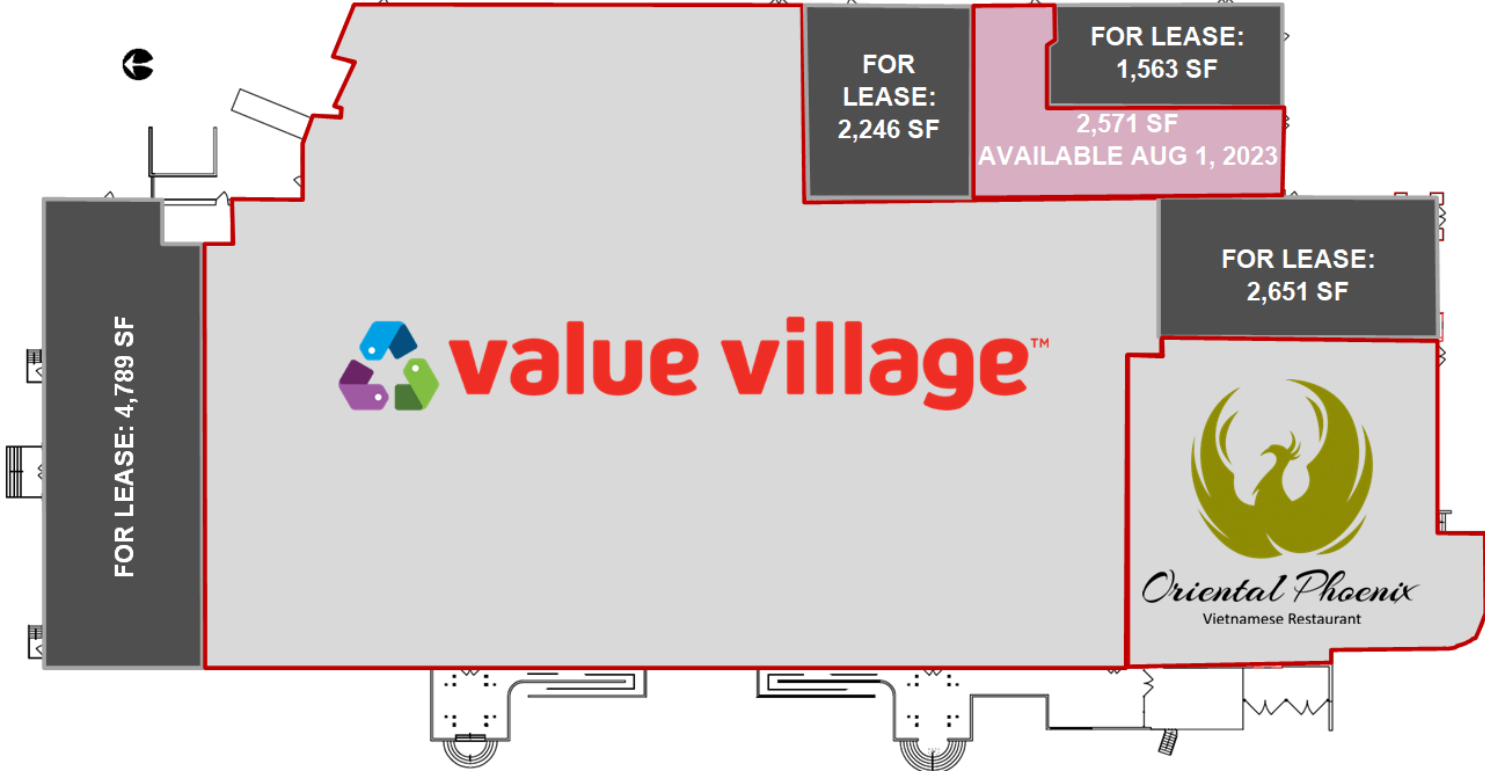 FOR
LEASE:
2,246 SF
FOR LEASE:
1,563 SF
2,571 SF
AVAILABLE AUG 1, 2023
FOR LEASE:
2,651 SF
FOR LEASE: 4,789 SF
value village™
Oriental Phoenix
Vietnamese Restaurant